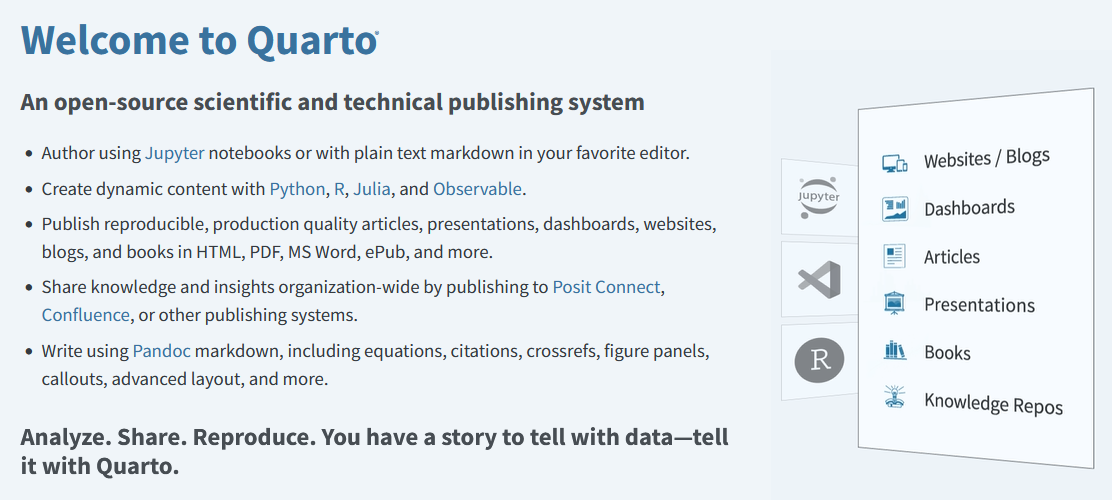 Welcome to Quarto
An open-source scientific and technical publishing system
• Author using Jupyter notebooks or with plain text markdown in your favorite editor.
• Create dynamic content with Python, R, Julia, and Observable.
• Publish reproducible, production quality articles, presentations, dashboards, websites,
blogs, and books in HTML, PDF, MS Word, ePub, and more.
• Share knowledge and insights organization-wide by publishing to Posit Connect,
Confluence, or other publishing systems.
• Write using Pandoc markdown, including equations, citations, crossrefs, figure panels,
callouts, advanced layout, and more.
Analyze. Share. Reproduce. You have a story to tell with data—tell
it with Quarto.
Jupyter
R
Websites / Blogs
Dashboards
Articles
Presentations
Books
Knowledge Repos